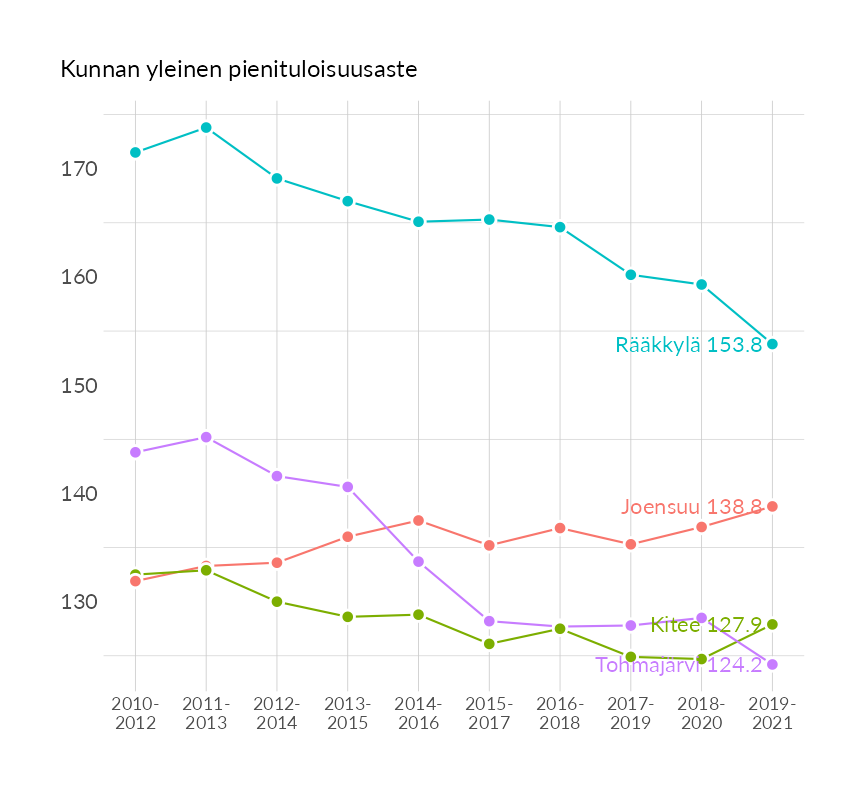 Kunnan yleinen pienituloisuusaste
170
160
150
140
130
Rääkkylä 153.8
Joensuu 138.8
Kitee 127.9
Tohmajärvi 124.2
2010- 2011- 2012- 2013- 2014- 2015- 2016- 2017- 2018- 2019-
2012 2013 2014 2015 2016 2017 2018 2019 2020 2021